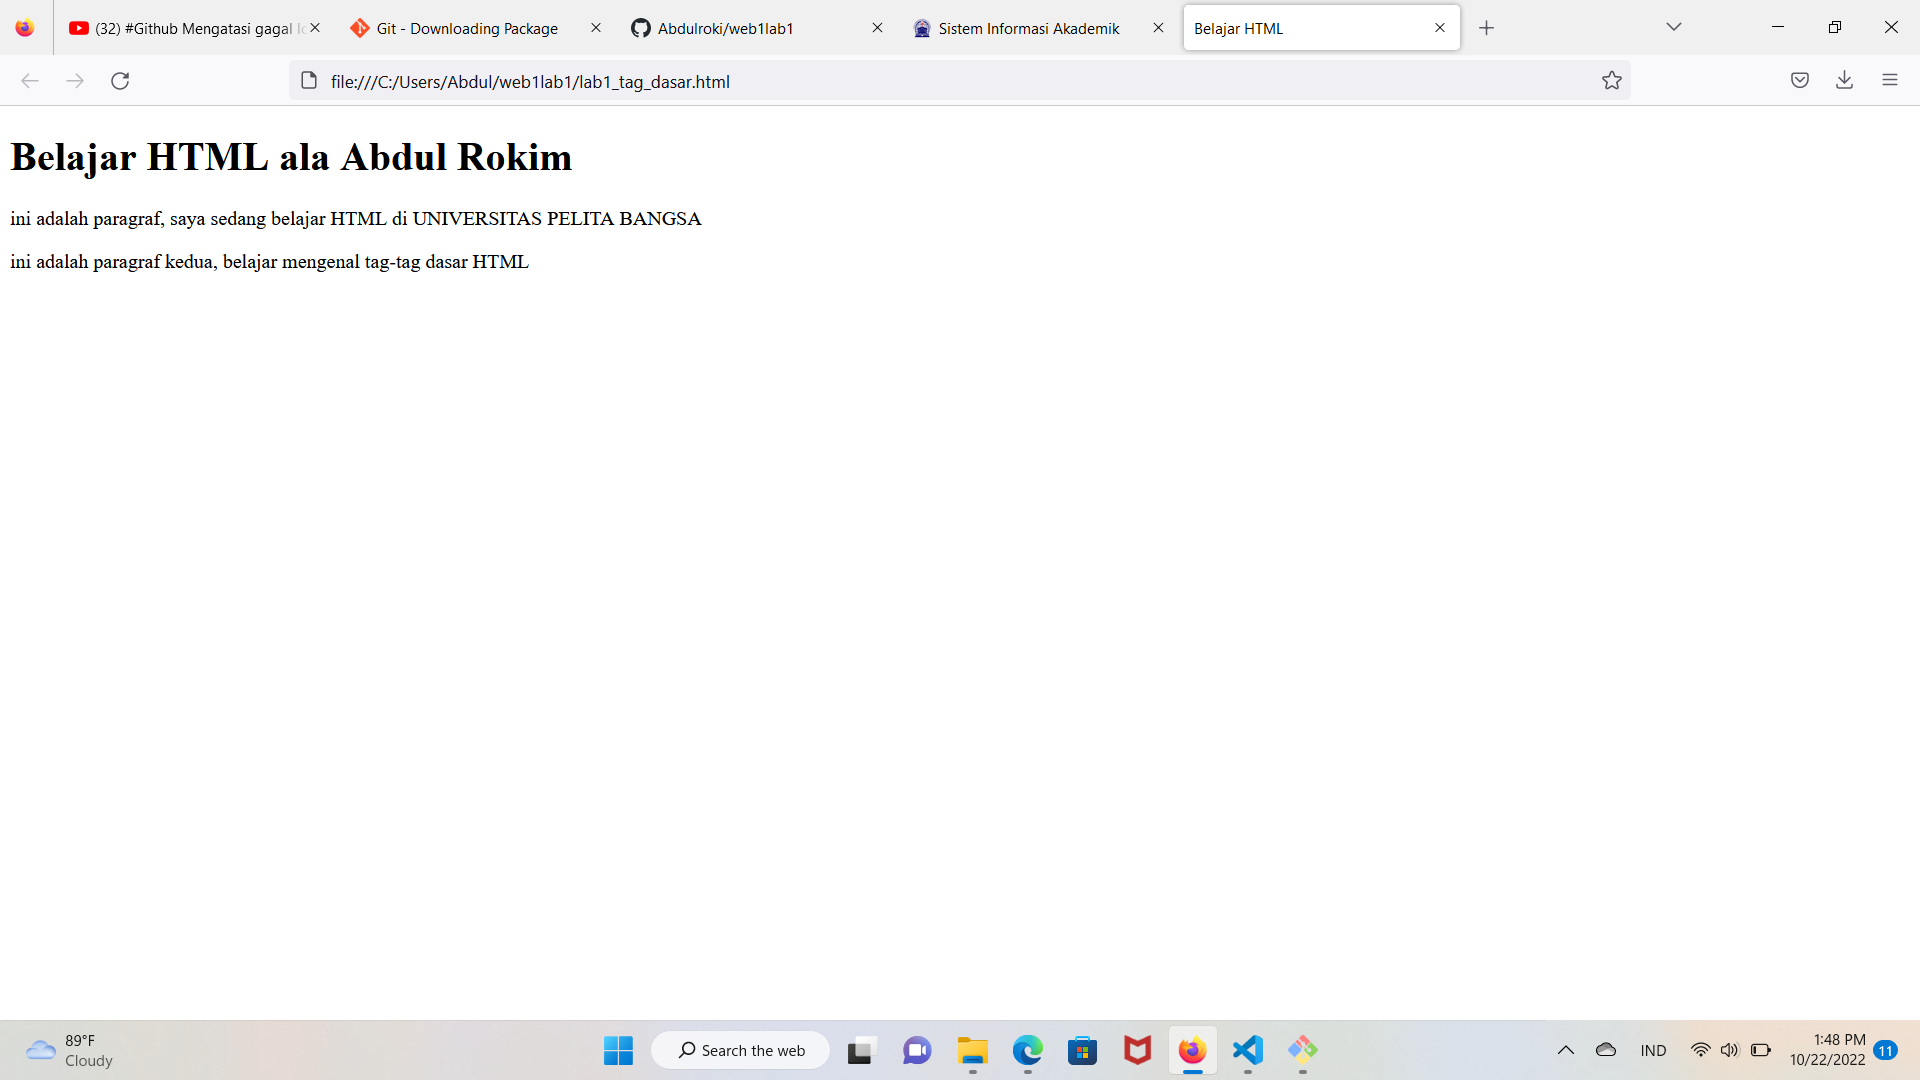 (32) #Github Mengatasi gagal
Git - Downloading Package
Abdulroki/web1lab1
Sistem Informasi Akademik
Belajar HTML
file:///C:/Users/Abdul/web1lab1/lab1_tag_dasar.html
Belajar HTML ala Abdul Rokim
ini adalah paragraf, saya sedang belajar HTML di UNIVERSITAS PELITA BANGSA
ini adalah paragraf kedua, belajar mengenal tag-tag dasar HTML
89°F
Cloudy
Search the web
IND
1:48 PM
10/22/2022
11